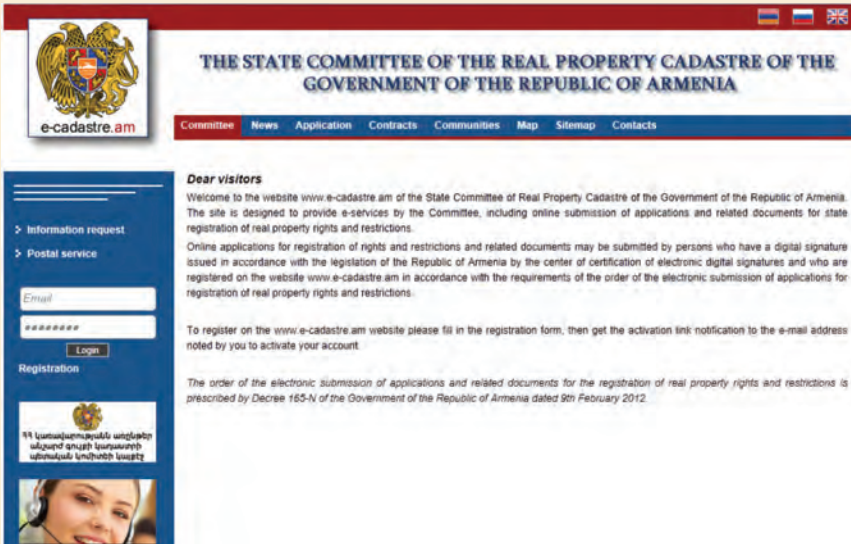 THE STATE COMMITTEE OF THE REAL PROPERTY CADASTRE OF THE
GOVERNMENT OF THE REPUBLIC OF ARMENIA
e-cadastre.am
Committee News Application Contracts Communities Map Sitemap Contacts
Information request
Postal service
Email
########
Login
Registration
ՀՀ կառավարությանն առընթեր
անշարժ գույքի կադաստրի
պետական կոմիտեի կայքէջ
Dear visitors
Welcome to the website www.e-cadastre.am of the State Committee of Real Property Cadastre of the Government of the Republic of Armenia.
The site is designed to provide e-services by the Committee, including online submission of applications and related documents for state
registration of real property rights and restrictions.
Online applications for registration of rights and restrictions and related documents may be submitted by persons who have a digital signature
issued in accordance with the legislation of the Republic of Armenia by the center of certification of electronic digital signatures and who are
registered on the website www.e-cadastre.am in accordance with the requirements of the order of the electronic submission of applications for
registration of real property rights and restrictions.
To register on the www.e-cadastre.am website please fill in the registration form, then get the activation link notification to the e-mail address
noted by you to activate your account.
The order of the electronic submission of applications and related documents for the registration of real property rights and restrictions is
prescribed by Decree 165-N of the Government of the Republic of Armenia dated 9th February 2012.